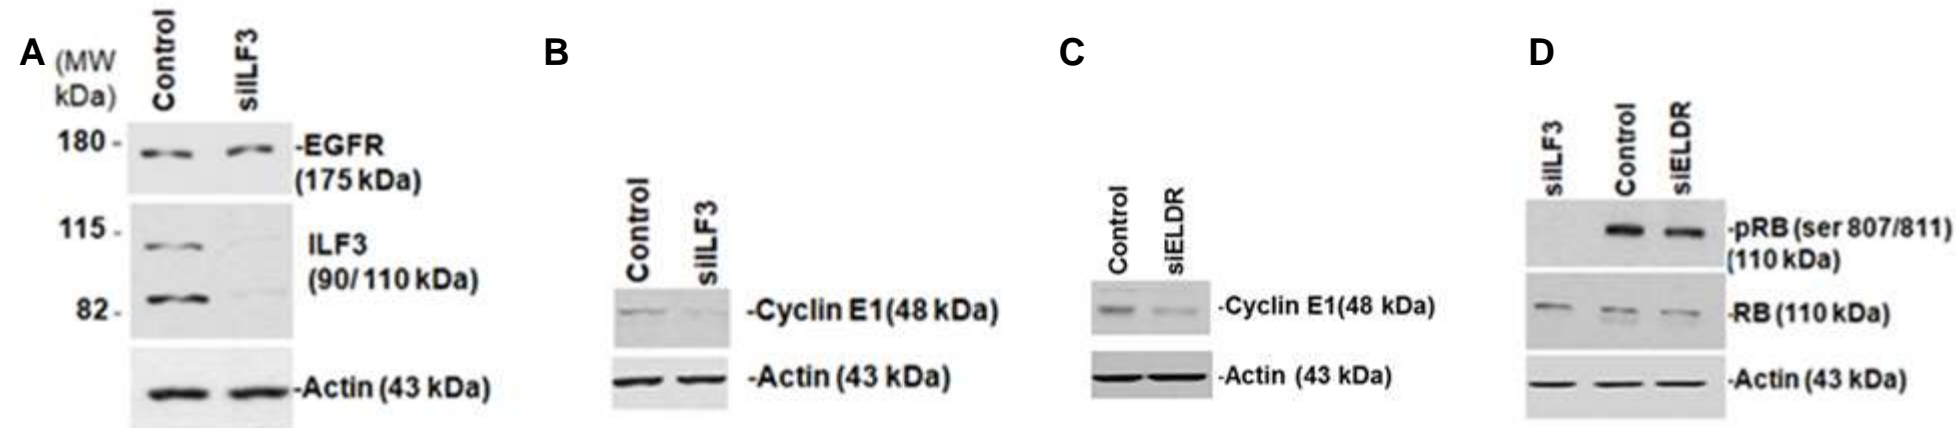 A
(MW
kDa)
Control
siILF3
180 -
-EGFR
(175 kDa)
115 -
ILF3
(90/110 kDa)
82 -
-Actin (43 kDa)
B
Control
siILF3
-Cyclin E1(48 kDa)
-Actin (43 kDa)
C
Control
siELDR
-Cyclin E1(48 kDa)
-Actin (43 kDa)
D
siILF3
Control
siELDR
-pRB (ser 807/811)
(110 kDa)
-RB (110 kDa)
-Actin (43 kDa)